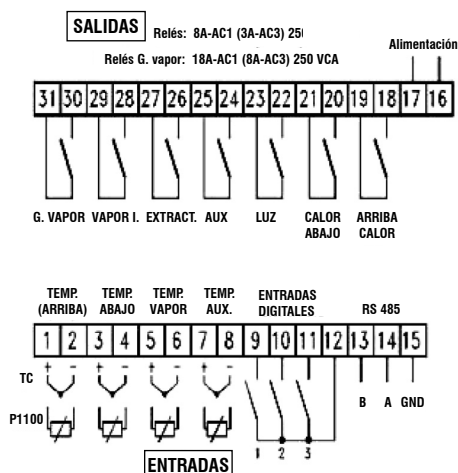 SALIDAS Relés: 8A-AC1 (3A-AC3) 25
Relés G. vapor: 18A-AC1 (8A-AC3) 250 VCA
Alimentación
31 30 29 28 27 26 25 24 23 22 21 20 19 18 17 16
G. VAPOR VAPOR I. EXTRACT. AUX LUZ CALOR ABAJO ARRIBA CALOR
TEMP. (ARRIBA) TEMP. ABAJO TEMP. VAPOR TEMP. AUX. ENTRADAS DIGITALES RS 485
1 2 3 4 5 6 7 8 9 10 11 12 13 14 15
+ - + - + - + -
TC
B A GND
P1100
1 2 3
ENTRADAS